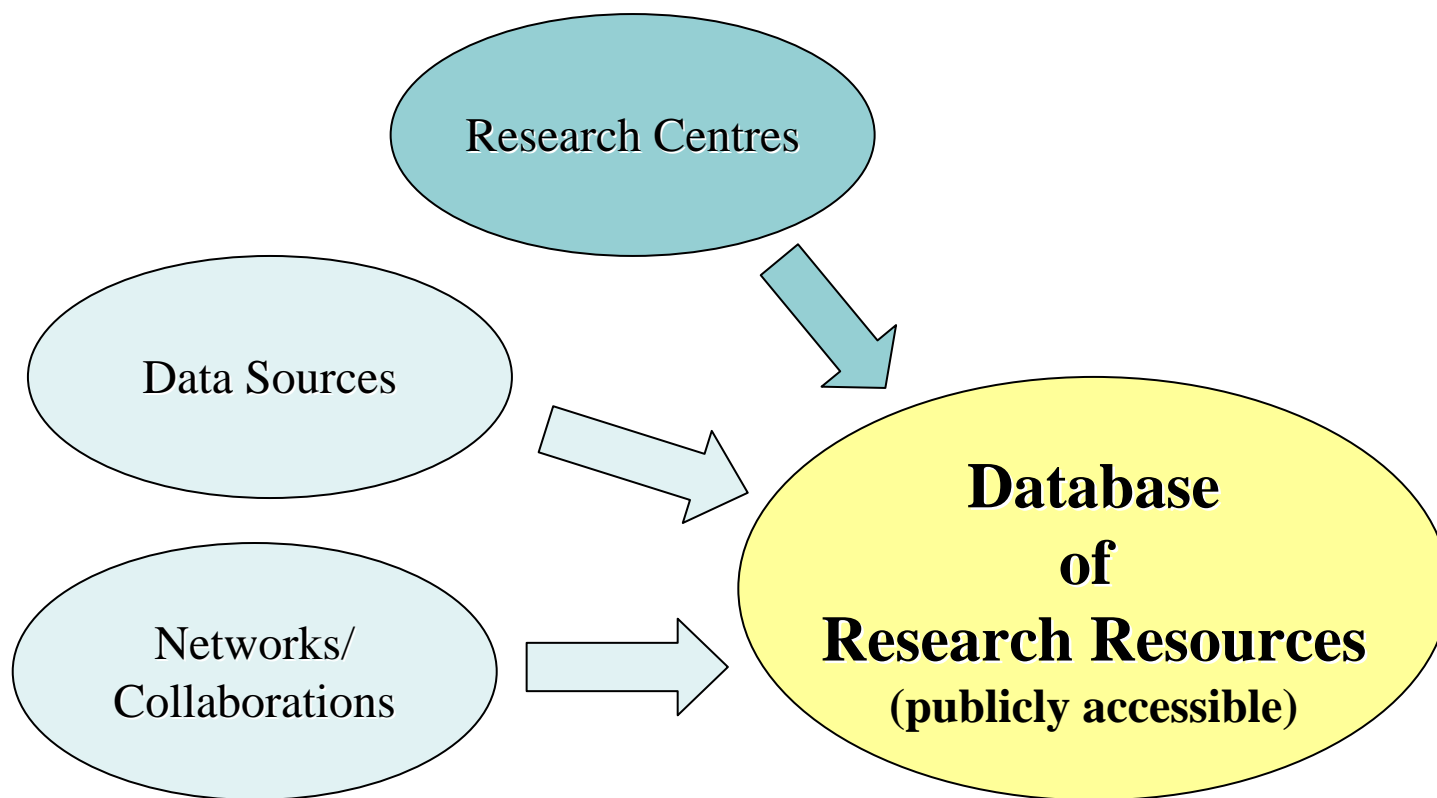 Research Centres
Data Sources
Networks/
Collaborations
Database
of
Research Resources
(publicly accessible)